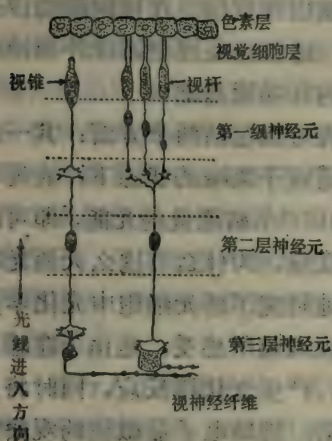 色素层
视觉细胞层
视锥
视杆
第一级神经元
第二层神经元
第三层神经元
视神经纤维
光线进入方向